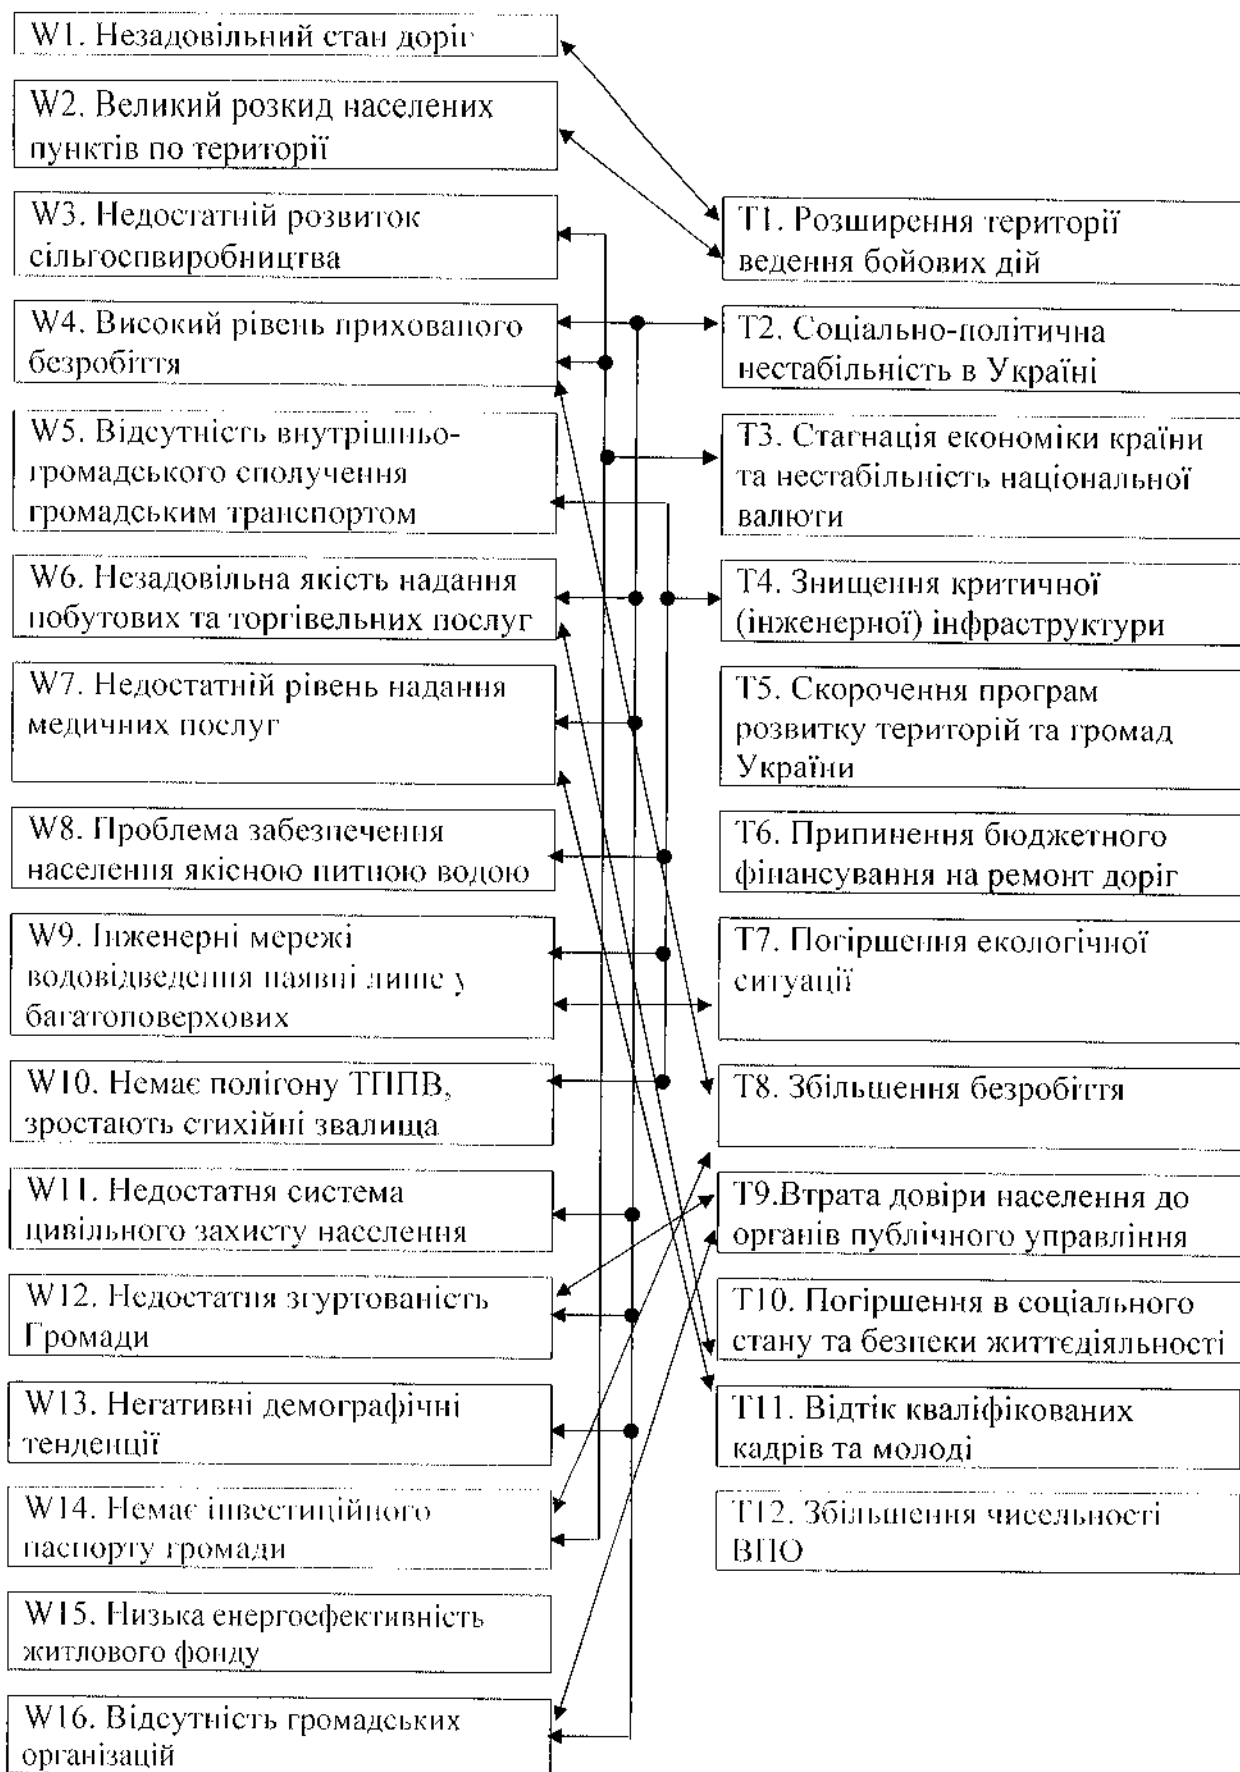 W1. Незадовільний стан доріг
W2. Великий розкид населених
пунктів по території
W3. Недостатній розвиток
сільгоспвиробництва
W4. Високий рівень прихованого
безробіття
W5. Відсутність внутрішньо-
громадського сполучення
громадським транспортом
W6. Незадовільна якість надання
побутових та торгівельних послуг
W7. Недостатній рівень надання
медичних послуг
W8. Проблема забезпечення
населення якісною питною водою
W9. Інженерні мережі
водовідведення наявні лише у
багатоповерхових
W10. Немає полігону ТППВ,
зростають стихійні звалища
W11. Недостатня система
цивільного захисту населення
W12. Недостатня згуртованість
Громади
W13. Негативні демографічні
тенденції
W14. Немає інвестиційного
паспорту громади
W15. Низька енергоефективність
житлового фонду
W16. Відсутність громадських
організацій
T1. Розширення території
ведення бойових дій
T2. Соціально-політична
нестабільність в Україні
T3. Стагнація економіки країни
та нестабільність національної
валюти
T4. Знищення критичної
(інженерної) інфраструктури
T5. Скорочення програм
розвитку територій та громад
України
T6. Припинення бюджетного
фінансування на ремонт доріг
T7. Погіршення екологічної
ситуації
T8. Збільшення безробіття
T9.Втрата довіри населення до
органів публічного управління
T10. Погіршення в соціального
стану та безпеки життєдіяльності
T11. Відтік кваліфікованих
кадрів та молоді
T12. Збільшення чисельності
ВПО